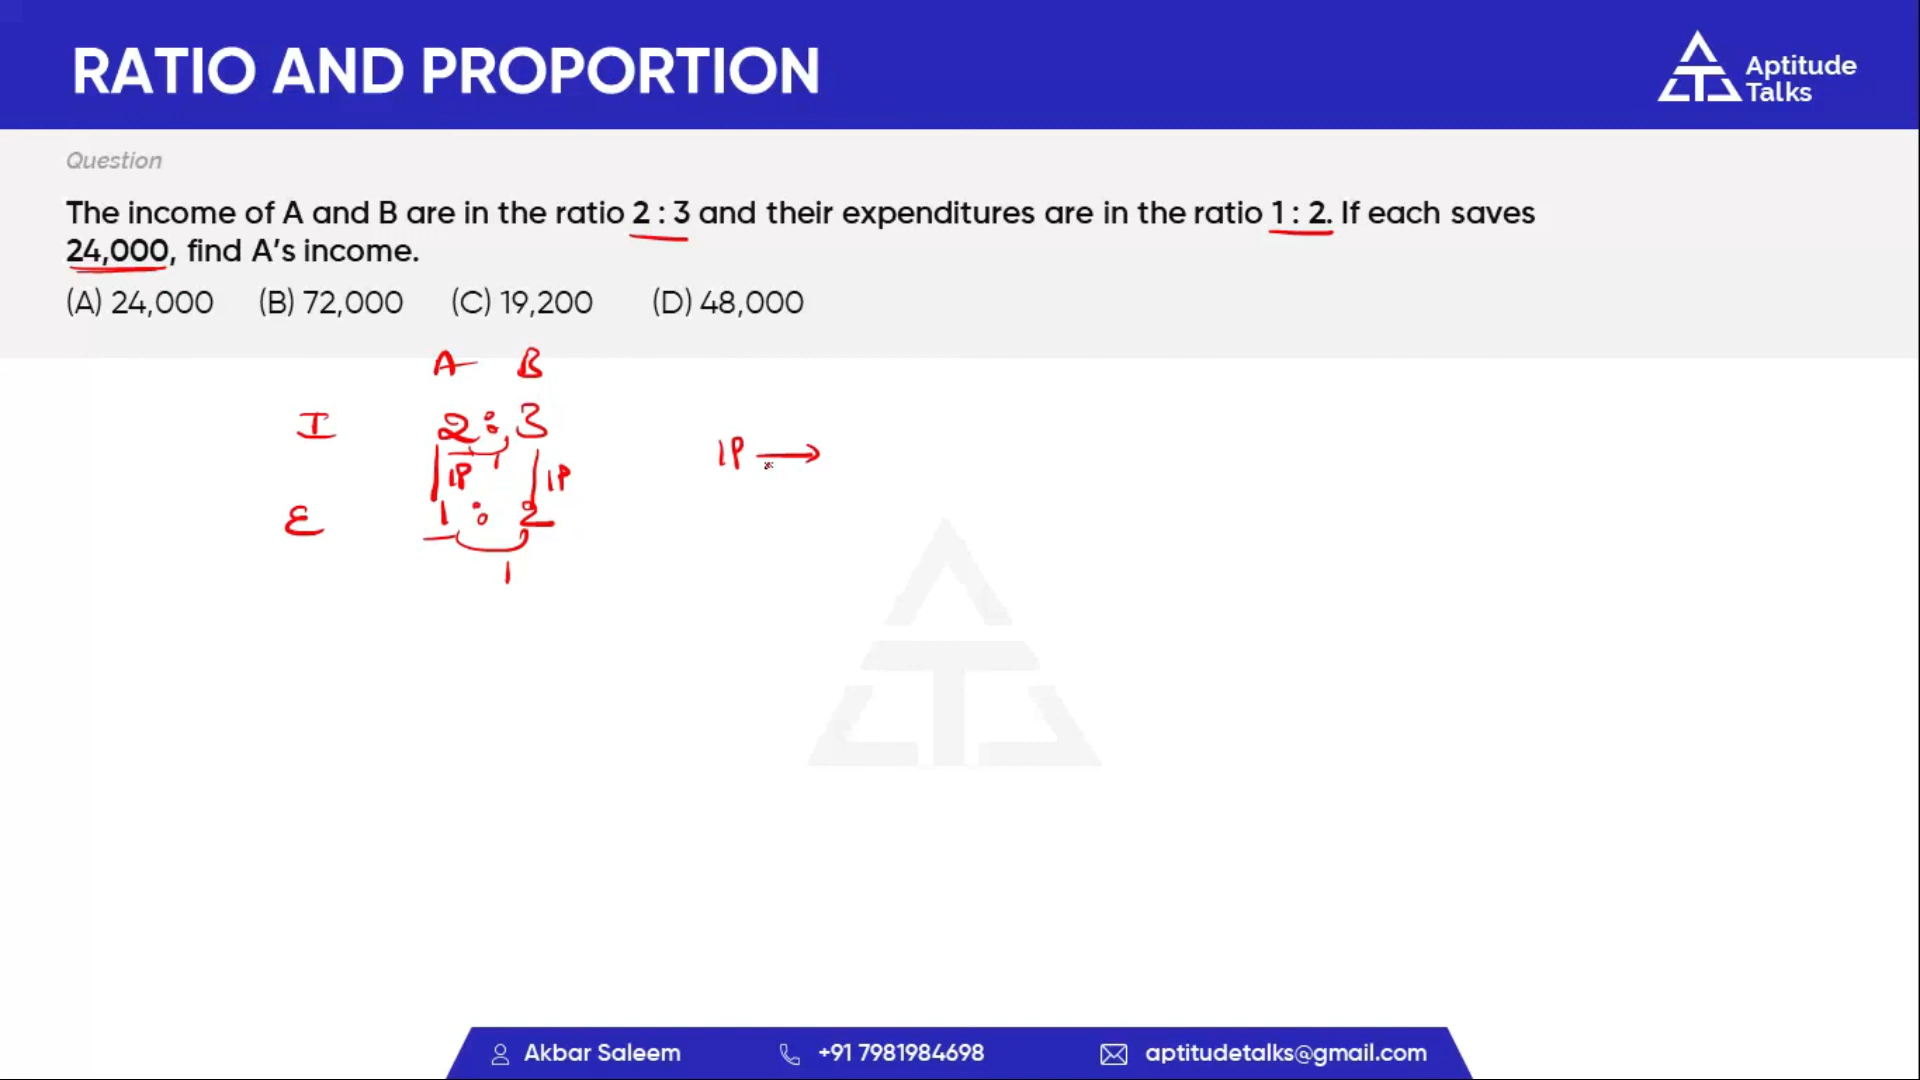 RATIO AND PROPORTION
Aptitude
Talks
Question
The income of A and B are in the ratio 2 : 3 and their expenditures are in the ratio 1 : 2. If each saves
24,000, find A's income.
(A) 24,000 (B) 72,000 (C) 19,200 (D) 48,000
A B
I 2 : 3
1
1P 1P
1P →
E 1 : 2
1
Akbar Saleem +91 7981984698 aptitudetalks@gmail.com